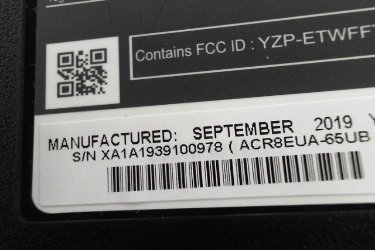 Contains FCC ID : YZP-ETWFFT
MANUFACTURED: SEPTEMBER 2019
S/N XA1A1939100978 ( ACR8EUA-65UB